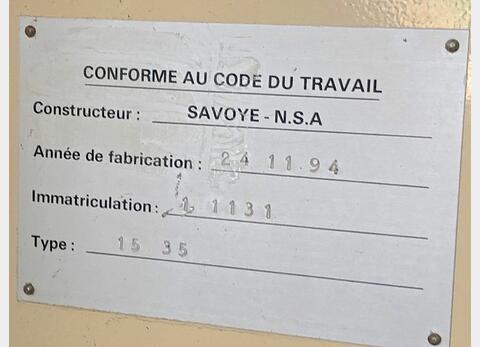 CONFORME AU CODE DU TRAVAIL
Constructeur : SAVOYE - N.S.A
Année de fabrication : 24 11.94
Immatriculation : 1131
Type : 15 35